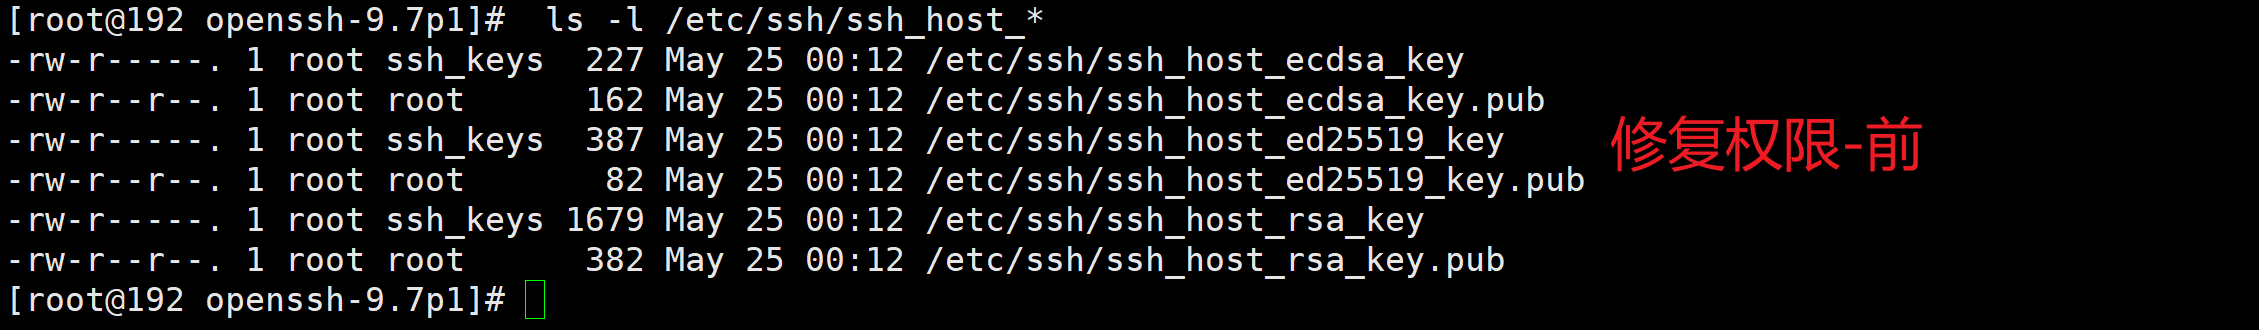 [root@192 openssh-9.7p1]#  ls -l /etc/ssh/ssh_host_*
-rw-r-----. 1 root ssh_keys  227 May 25 00:12 /etc/ssh/ssh_host_ecdsa_key
-rw-r--r--. 1 root root      162 May 25 00:12 /etc/ssh/ssh_host_ecdsa_key.pub
-rw-r-----. 1 root ssh_keys  387 May 25 00:12 /etc/ssh/ssh_host_ed25519_key
修复权限-前
-rw-r--r--. 1 root root       82 May 25 00:12 /etc/ssh/ssh_host_ed25519_key.pub
-rw-r-----. 1 root ssh_keys 1679 May 25 00:12 /etc/ssh/ssh_host_rsa_key
-rw-r--r--. 1 root root      382 May 25 00:12 /etc/ssh/ssh_host_rsa_key.pub
[root@192 openssh-9.7p1]#